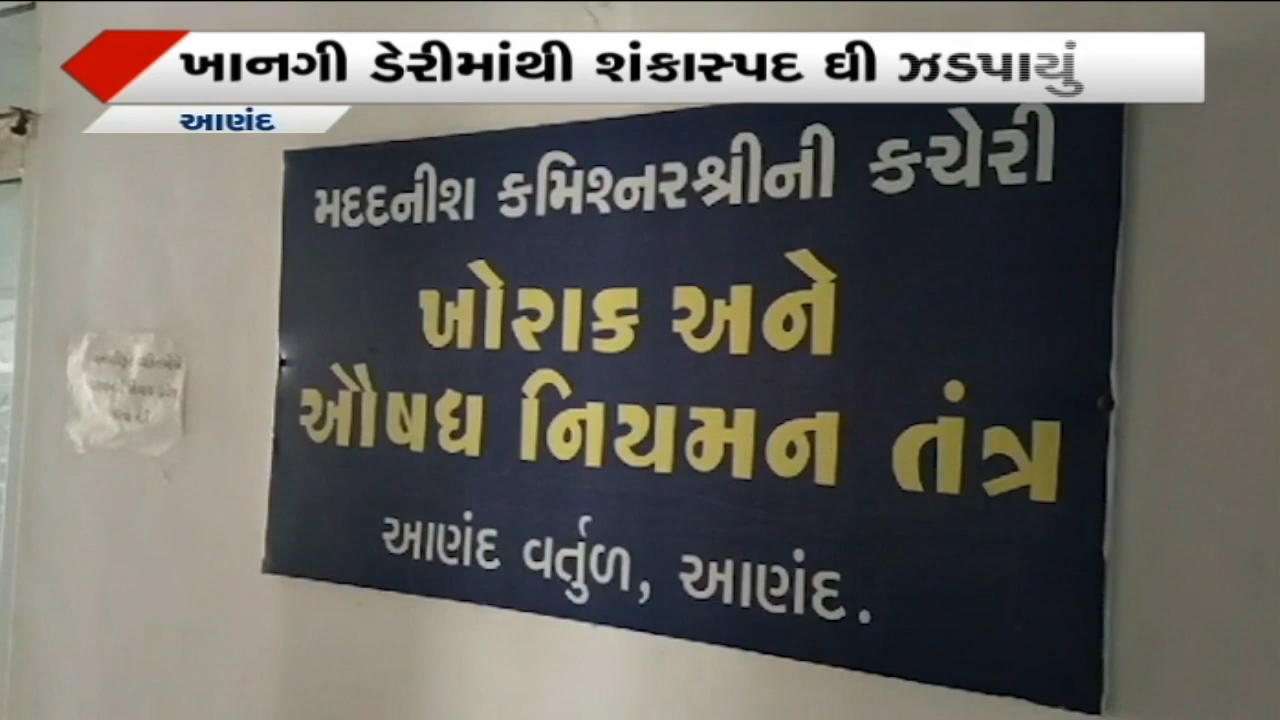 ખાનગી ડેરીમાંથી શંકાસ્પદ ઘી ઝડપાયું
આણંદ
મદદનીશ કમિશ્નરશ્રીની કચેરી
ખોરાક અને
ઔષધ નિયમન તંત્ર
આણંદ વર્તુળ, આણંદ.